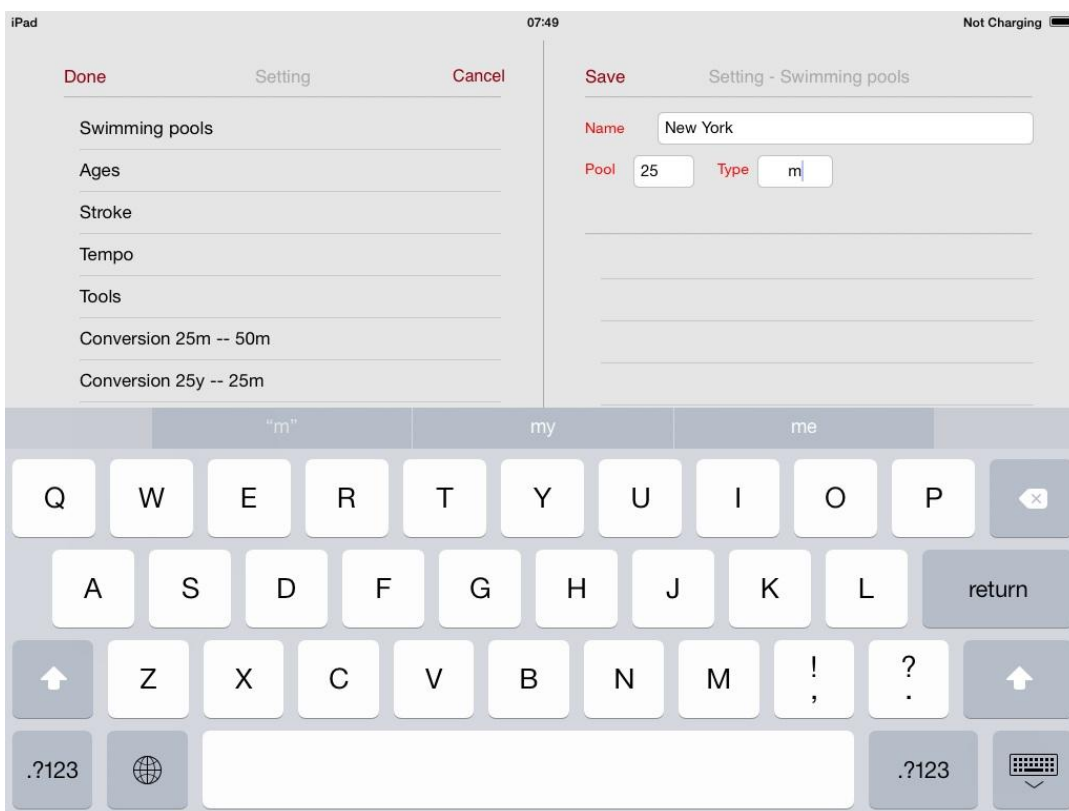 iPad 07:49 Not Charging
Done Setting Cancel
Save Setting - Swimming pools
Swimming pools
Ages
Stroke
Tempo
Tools
Conversion 25m -- 50m
Conversion 25y -- 25m
Name New York
Pool 25 Type m
“m” my me
Q W E R T Y U I O P
A S D F G H J K L return
Z X C V B N M ! , ? .
.?123 .?123